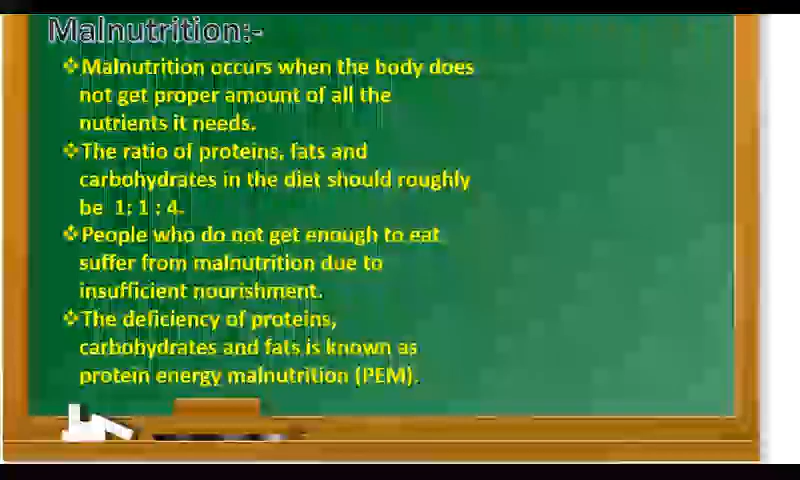 Malnutrition:-
❖Malnutrition occurs when the body does
not get proper amount of all the
nutrients it needs.
❖The ratio of proteins, fats and
carbohydrates in the diet should roughly
be 1: 1 : 4.
❖People who do not get enough to eat
suffer from malnutrition due to
insufficient nourishment.
❖The deficiency of proteins,
carbohydrates and fats is known as
protein energy malnutrition (PEM).